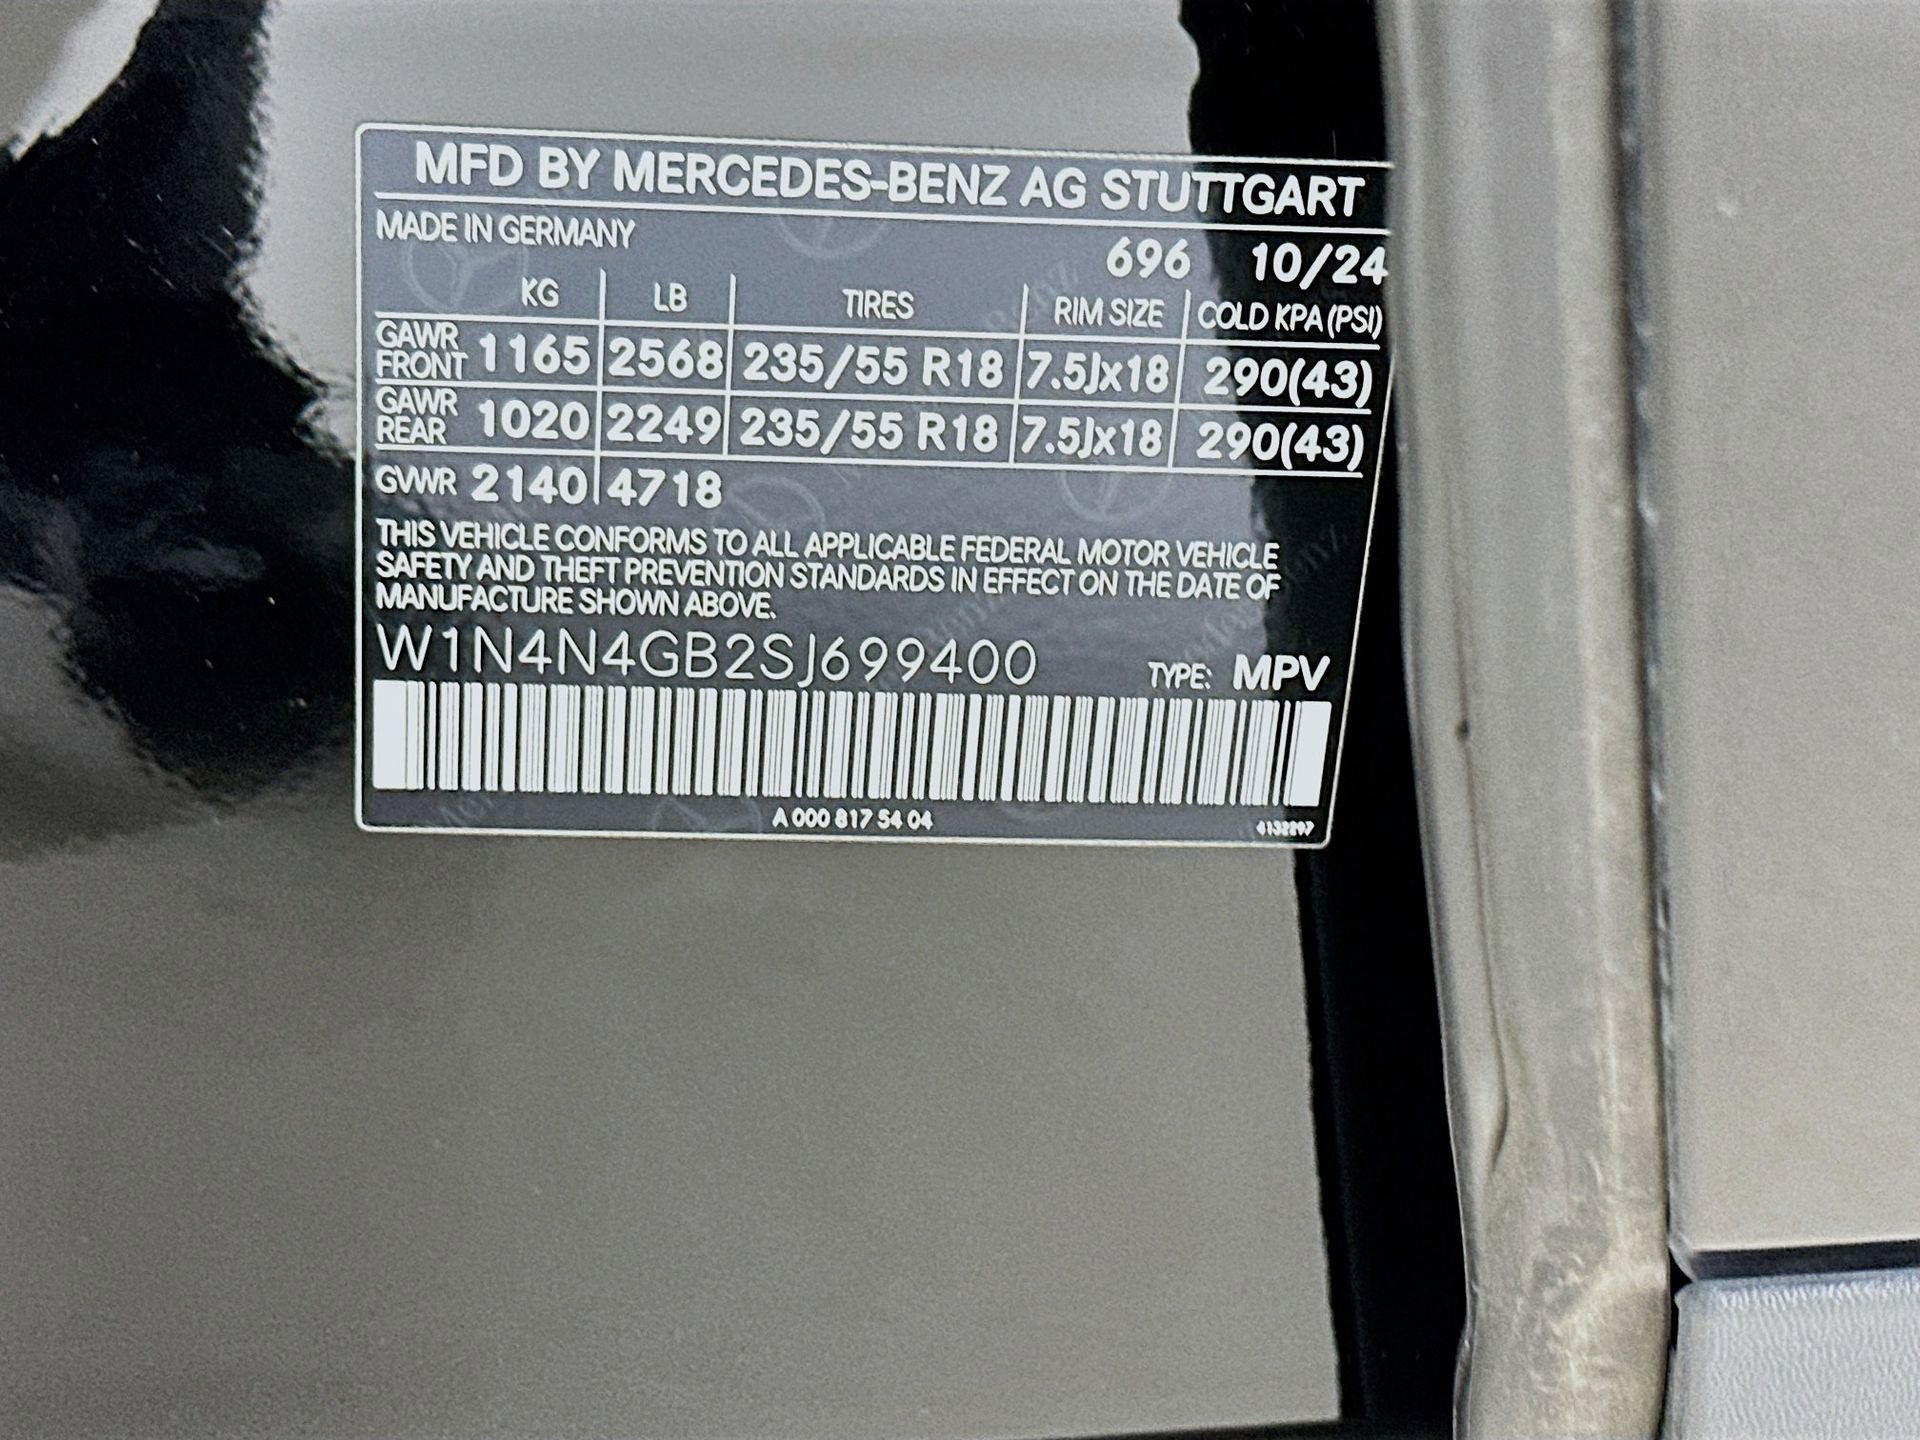 MFD BY MERCEDES-BENZ AG STUTTGART
MADE IN GERMANY
696 10/24
KG LB TIRES RIM SIZE COLD KPA (PSI)
GAWR FRONT 1165 2568 235/55 R18 7.5Jx18 290(43)
GAWR REAR 1020 2249 235/55 R18 7.5Jx18 290(43)
GVWR 2140 4718
THIS VEHICLE CONFORMS TO ALL APPLICABLE FEDERAL MOTOR VEHICLE
SAFETY AND THEFT PREVENTION STANDARDS IN EFFECT ON THE DATE OF
MANUFACTURE SHOWN ABOVE.
W1N4N4GB2SJ699400 TYPE: MPV
A 000 817 54 04